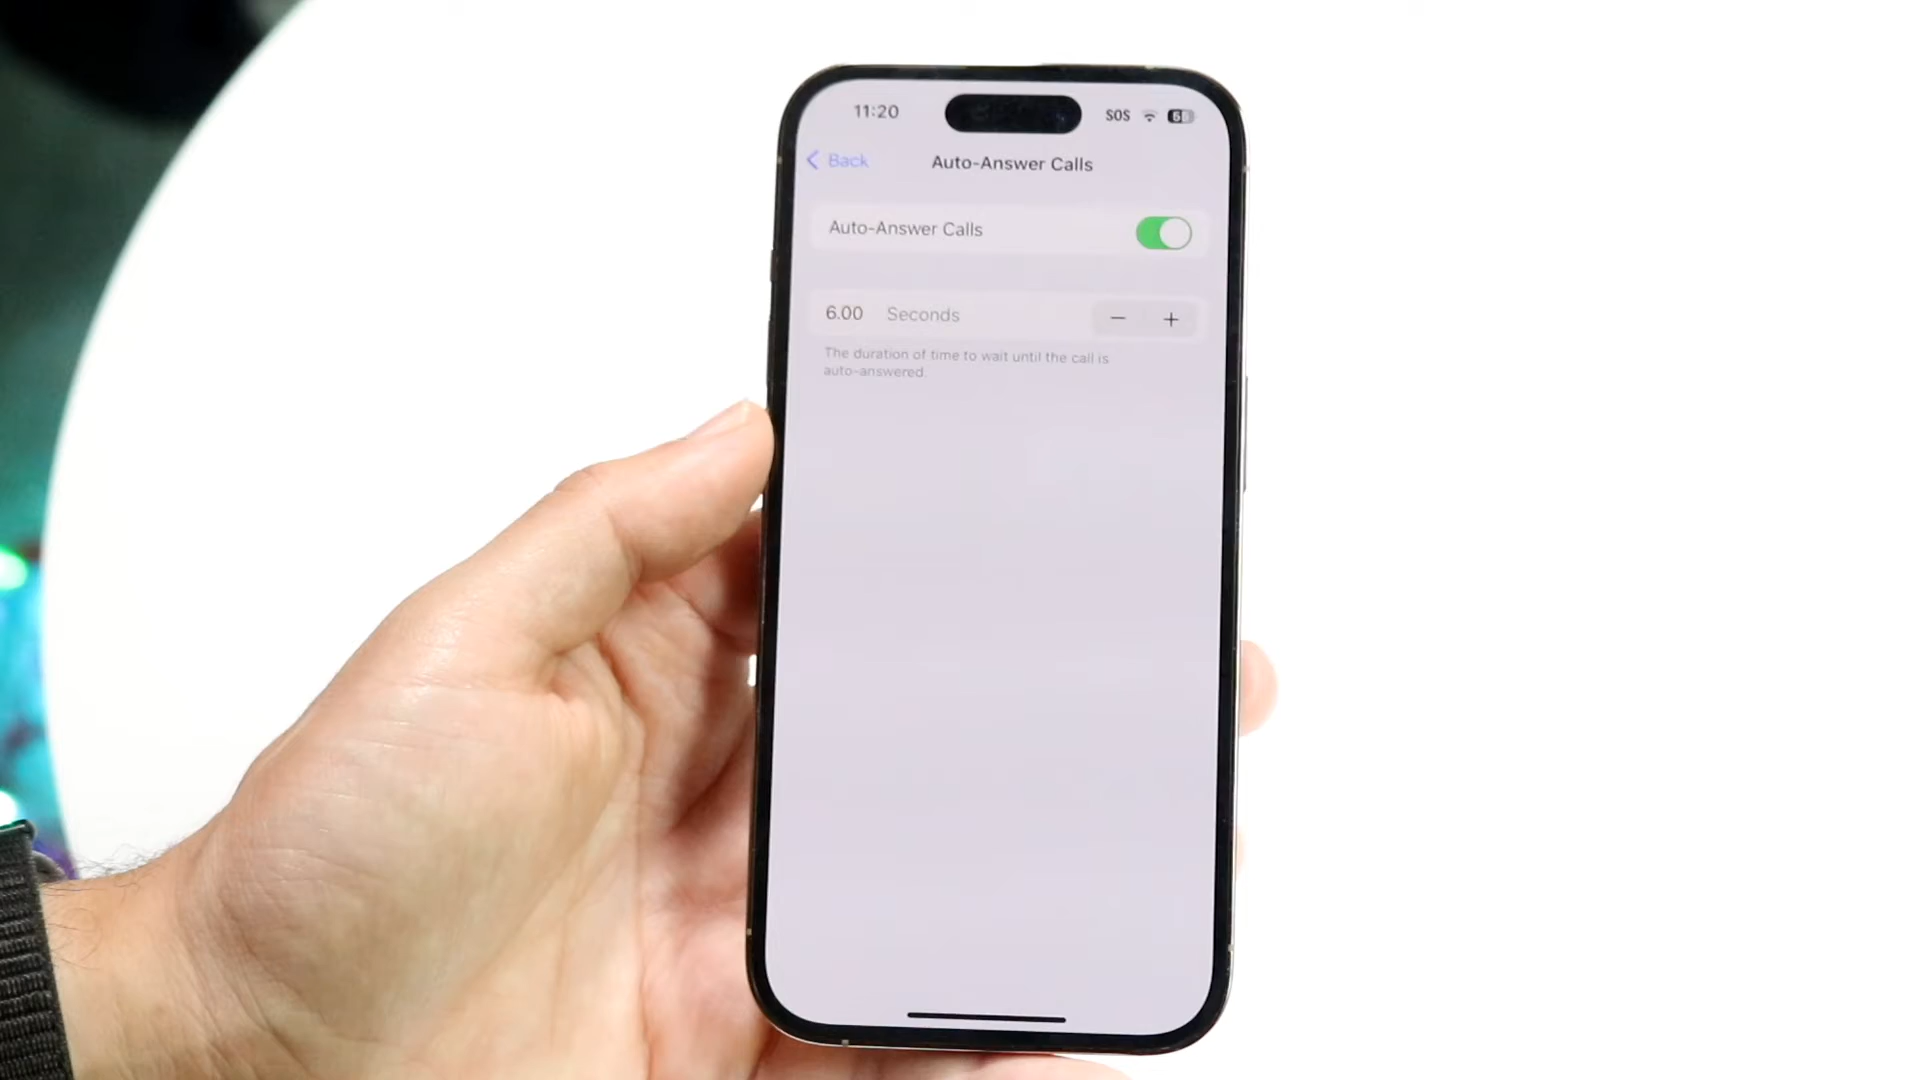 11:20 SOS
Back Auto-Answer Calls
Auto-Answer Calls
6.00 Seconds − +
The duration of time to wait until the call is
auto-answered.